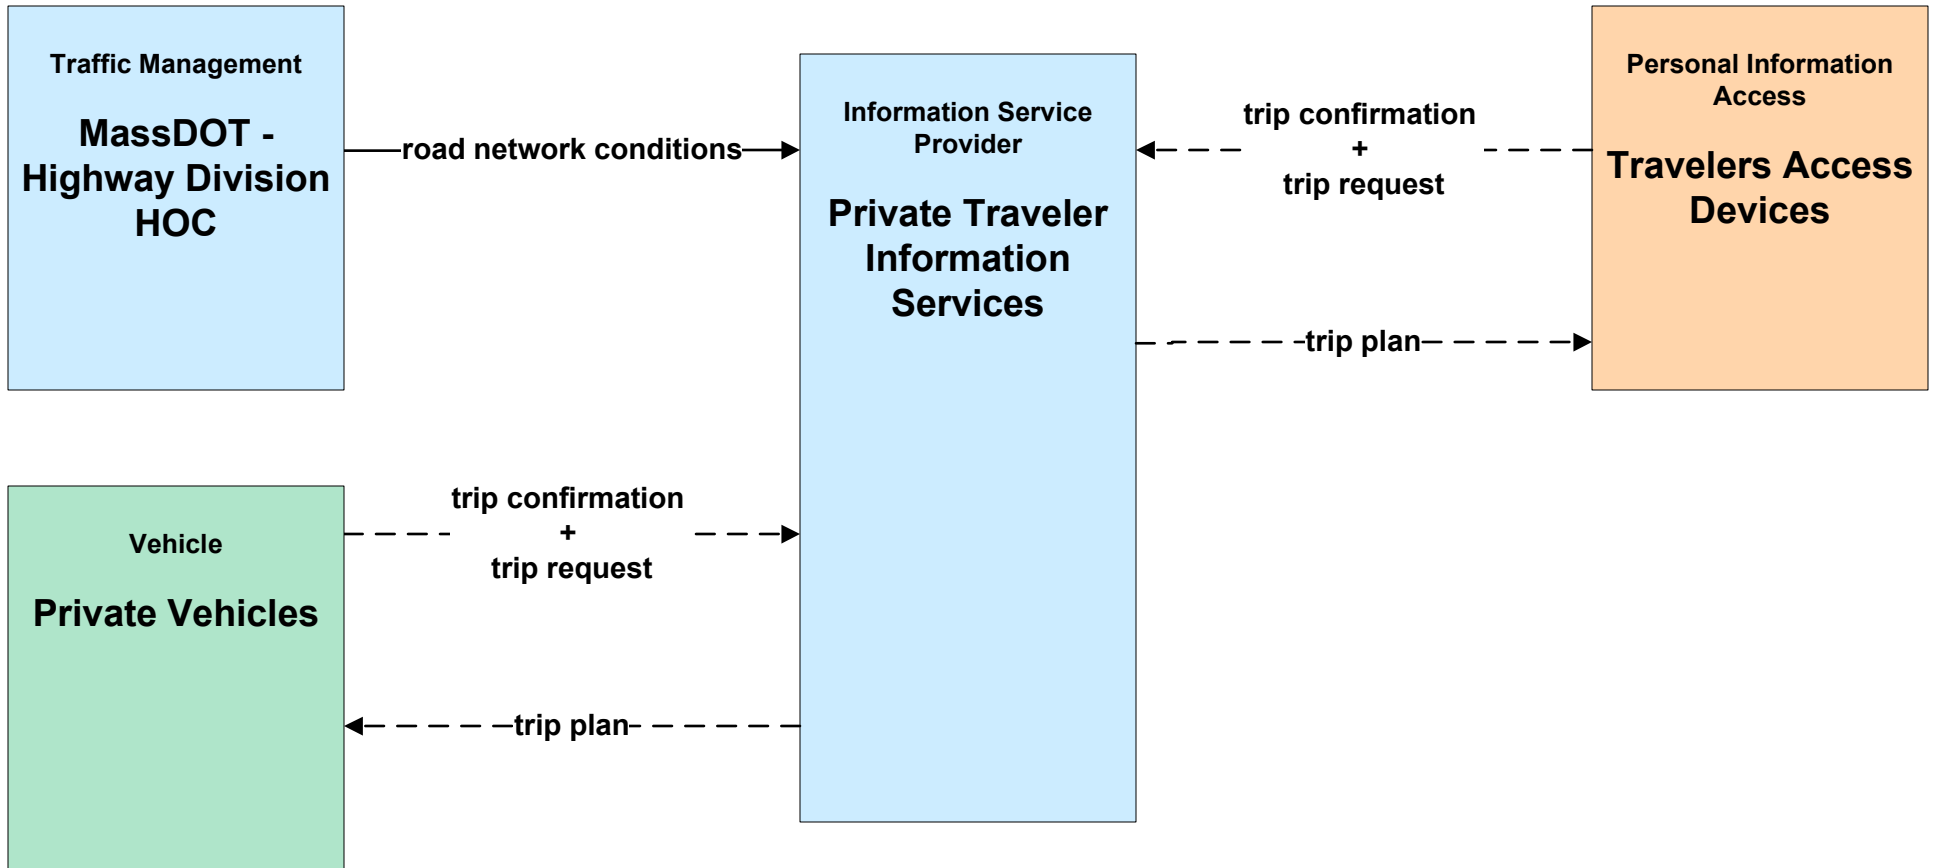 Traffic Management
MassDOT -
Highway Division
HOC
road network conditions
Information Service
Provider
Private Traveler
Information
Services
trip confirmation
+
trip request
Personal Information
Access
Travelers Access
Devices
trip plan
Vehicle
Private Vehicles
trip confirmation
+
trip request
trip plan